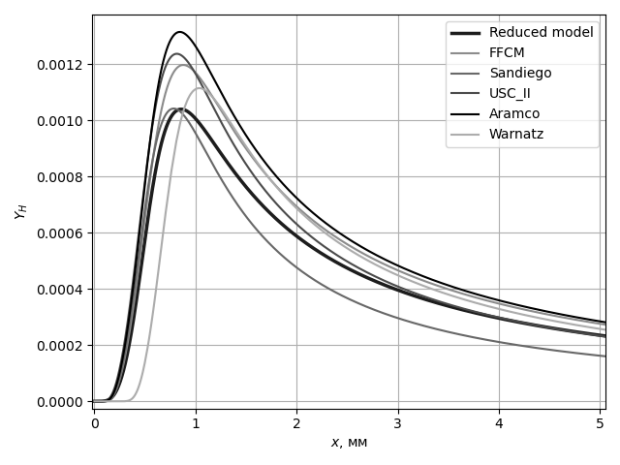 Reduced model
FFCM
Sandiego
USC_II
Aramco
Warnatz
0.0012
0.0010
0.0008
0.0006
0.0004
0.0002
0.0000
Y_H
0 1 2 3 4 5
x, мм